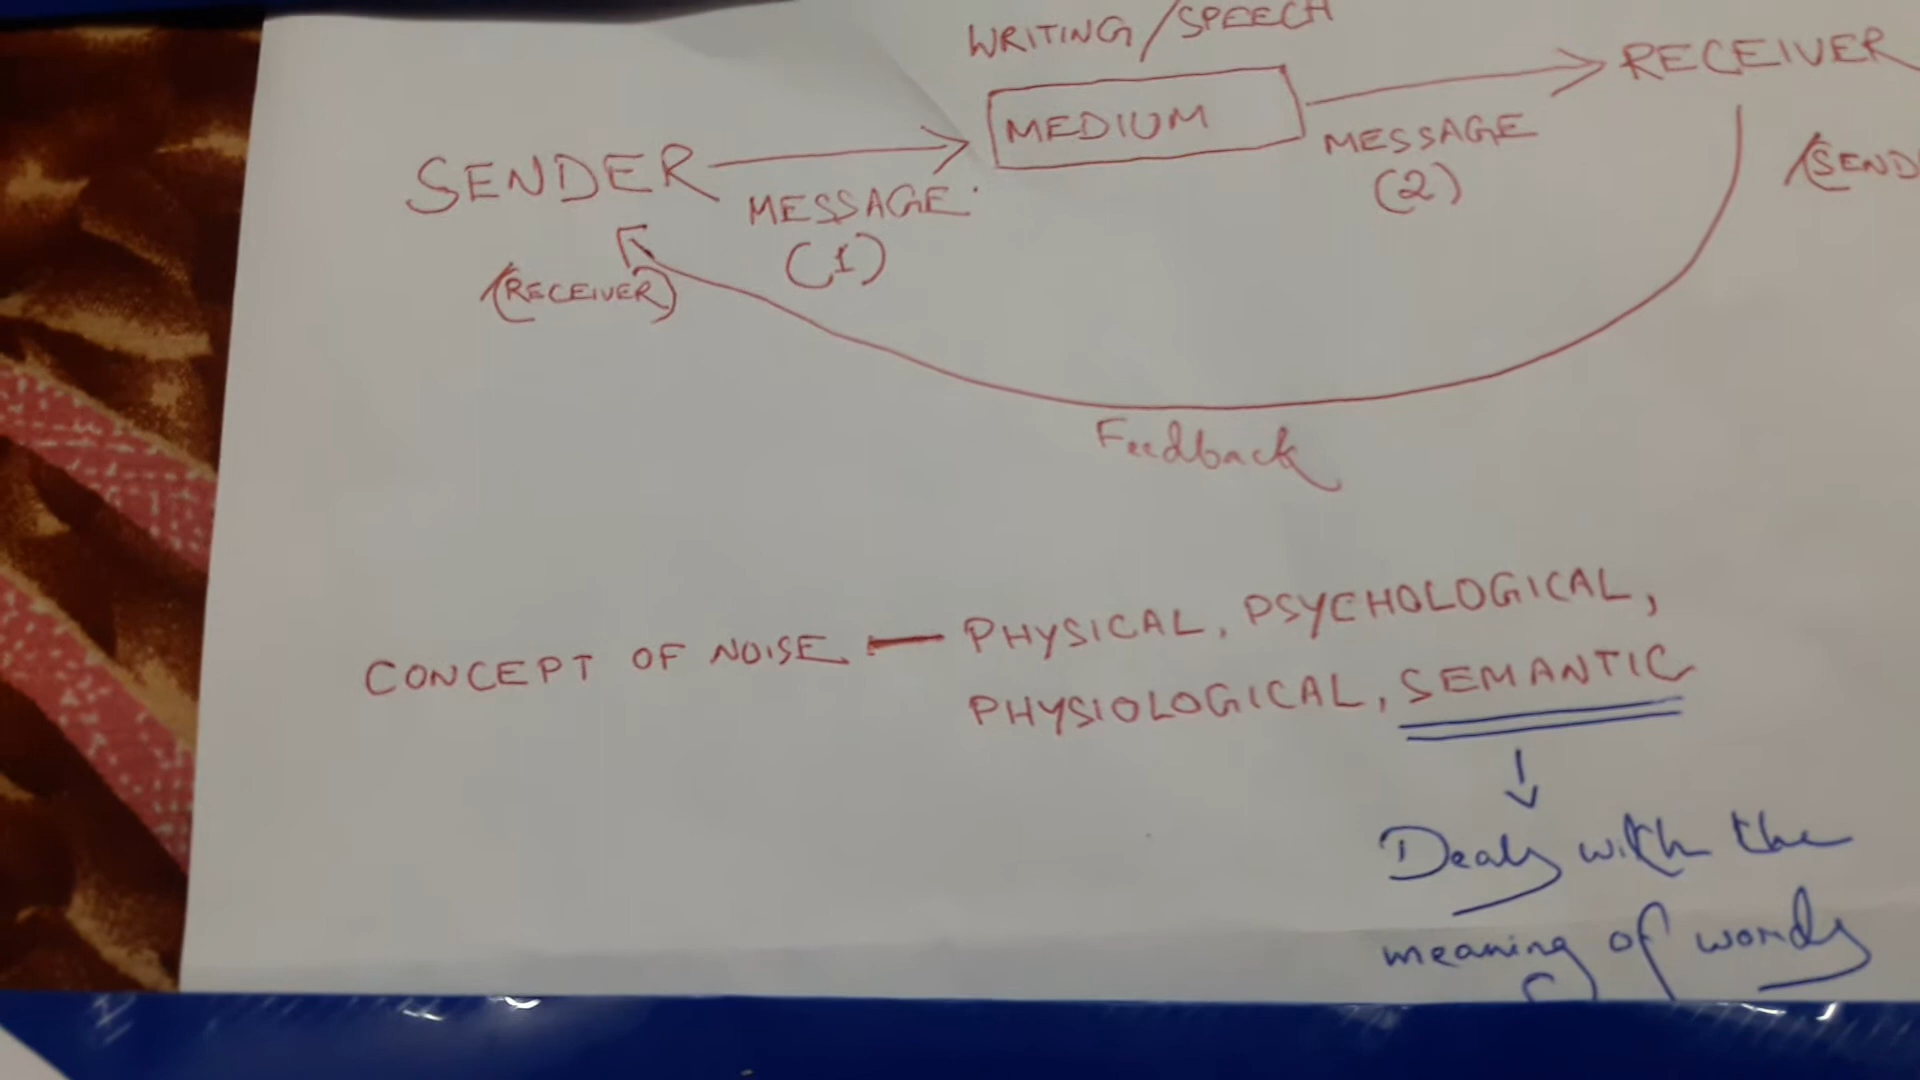 WRITING/SPEECH
MEDIUM
RECEIVER
SENDER
MESSAGE
(1)
MESSAGE
(2)
(SEND
(RECEIVER)
Feedback
CONCEPT OF NOISE — PHYSICAL, PSYCHOLOGICAL,
PHYSIOLOGICAL, SEMANTIC
Deals with the
meaning of words